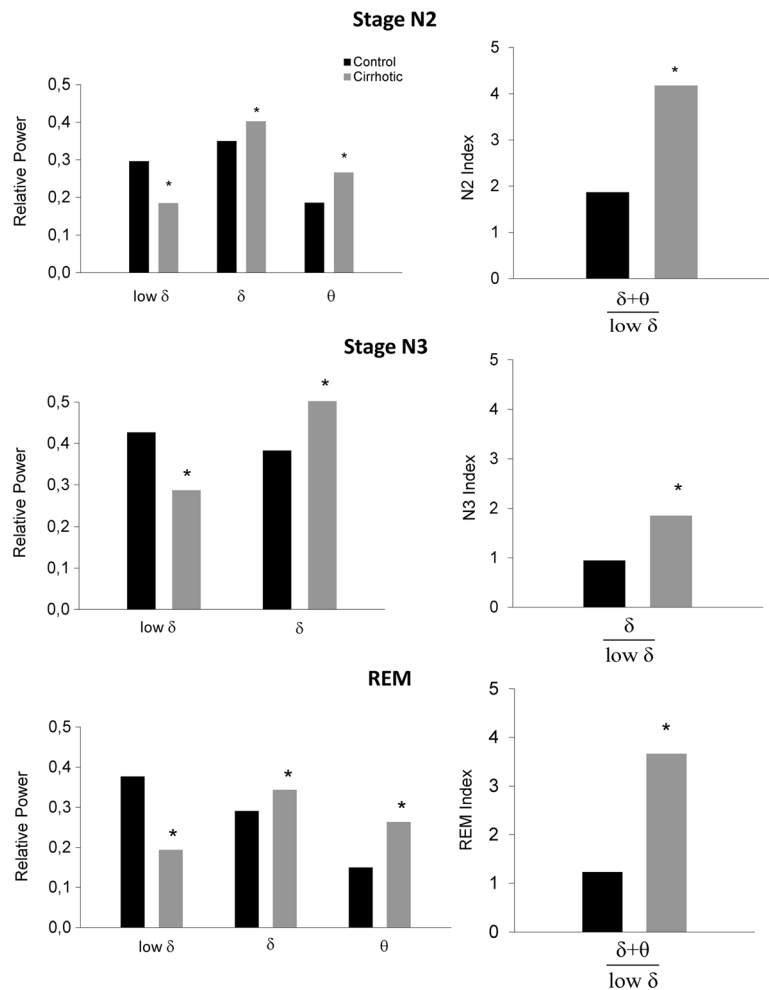 Stage N2
Control
Cirrhotic
Relative Power
0,5
0,4
0,3
0,2
0,1
0,0
low δ
δ
θ
*
*
*
N2 Index
5
4
3
2
1
0
*
δ+θ
low δ
Stage N3
Relative Power
0,5
0,4
0,3
0,2
0,1
0,0
low δ
δ
*
*
N3 Index
5
4
3
2
1
0
*
δ
low δ
REM
Relative Power
0,5
0,4
0,3
0,2
0,1
0,0
low δ
δ
θ
*
*
*
REM Index
5
4
3
2
1
0
*
δ+θ
low δ